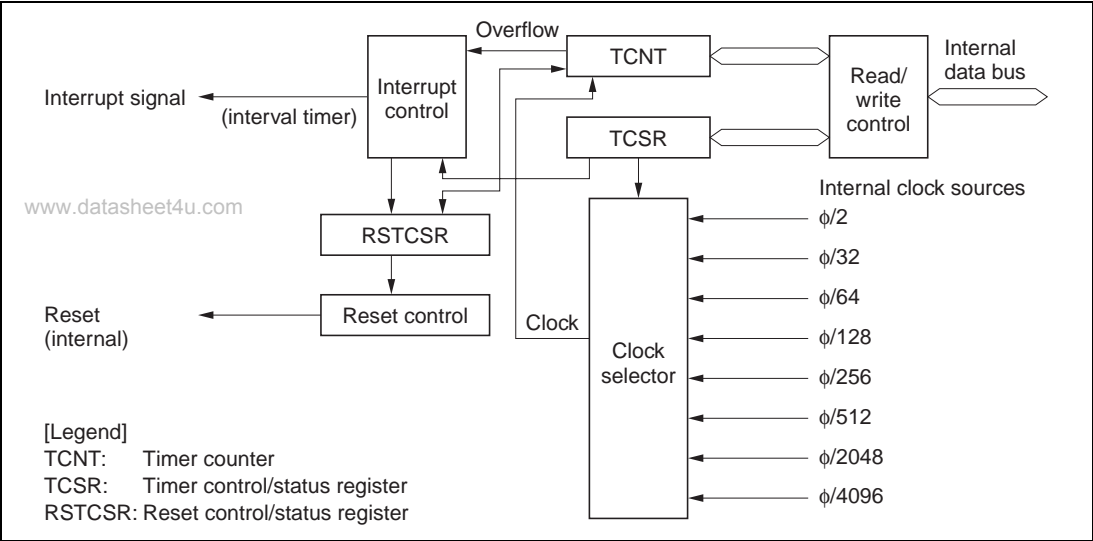 Overflow
TCNT
Internal
data bus
Read/
write
control
Interrupt
control
Interrupt signal
(interval timer)
TCSR
Internal clock sources
www.datasheet4u.com
RSTCSR
ϕ/2
ϕ/32
ϕ/64
Reset
(internal)
Reset control
Clock
ϕ/128
Clock
selector
ϕ/256
ϕ/512
ϕ/2048
ϕ/4096
[Legend]
TCNT: Timer counter
TCSR: Timer control/status register
RSTCSR: Reset control/status register